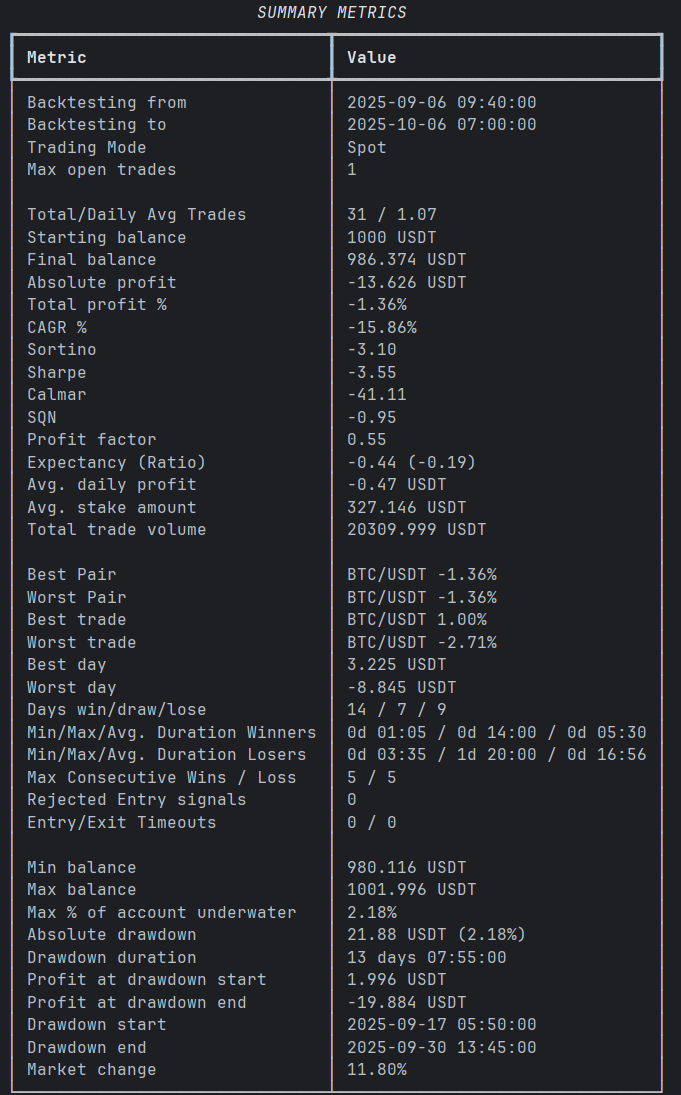 SUMMARY METRICS
Metric Value
Backtesting from 2025-09-06 09:40:00
Backtesting to 2025-10-06 07:00:00
Trading Mode Spot
Max open trades 1
Total/Daily Avg Trades 31 / 1.07
Starting balance 1000 USDT
Final balance 986.374 USDT
Absolute profit -13.626 USDT
Total profit % -1.36%
CAGR % -15.86%
Sortino -3.10
Sharpe -3.55
Calmar -41.11
SQN -0.95
Profit factor 0.55
Expectancy (Ratio) -0.44 (-0.19)
Avg. daily profit -0.47 USDT
Avg. stake amount 327.146 USDT
Total trade volume 20309.999 USDT
Best Pair BTC/USDT -1.36%
Worst Pair BTC/USDT -1.36%
Best trade BTC/USDT 1.00%
Worst trade BTC/USDT -2.71%
Best day 3.225 USDT
Worst day -8.845 USDT
Days win/draw/lose 14 / 7 / 9
Min/Max/Avg. Duration Winners 0d 01:05 / 0d 14:00 / 0d 05:30
Min/Max/Avg. Duration Losers 0d 03:35 / 1d 20:00 / 0d 16:56
Max Consecutive Wins / Loss 5 / 5
Rejected Entry signals 0
Entry/Exit Timeouts 0 / 0
Min balance 980.116 USDT
Max balance 1001.996 USDT
Max % of account underwater 2.18%
Absolute drawdown 21.88 USDT (2.18%)
Drawdown duration 13 days 07:55:00
Profit at drawdown start 1.996 USDT
Profit at drawdown end -19.884 USDT
Drawdown start 2025-09-17 05:50:00
Drawdown end 2025-09-30 13:45:00
Market change 11.80%